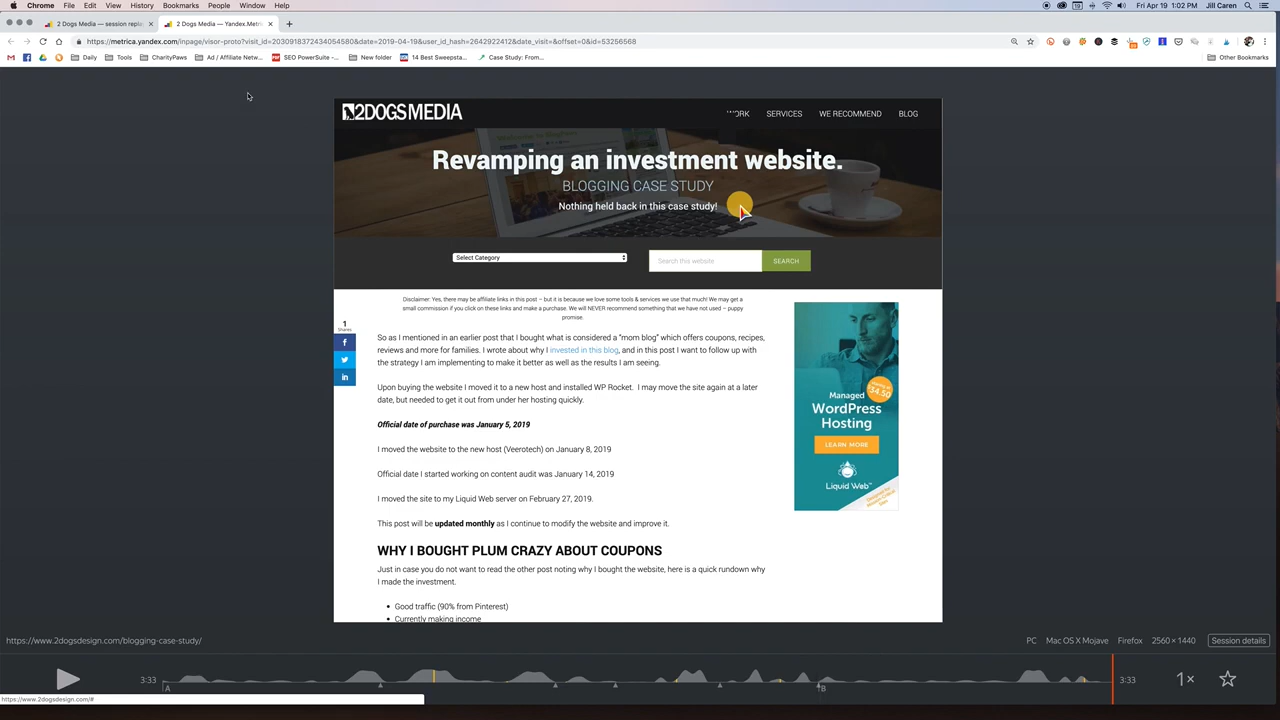 Chrome File Edit View History Bookmarks People Window Help
Fri Apr 19 1:02 PM Jill Caren
2 Dogs Media — session repl
2 Dogs Media — Yandex.Metr
https://metrica.yandex.com/inpage/visor-proto?visit_id=20309183724340545808&date=2019-04-19&user_id_hash=2642922412&date_visit=&offset=0&id=53256568
Daily Tools CharityPaws Ad / Affiliate Netw... SEO PowerSuite -... New folder 14 Best Sweepsta... Case Study: From... Other Bookmarks
2DOGSMEDIA
WORK SERVICES WE RECOMMEND BLOG
Revamping an investment website.
BLOGGING CASE STUDY
Nothing held back in this case study!
Select Category
Search this website
SEARCH
Disclaimer: Yes, there may be affiliate links in this post – but it is because we love some tools & services we use that much! We may get a
small commission if you click on these links and make a purchase. We will NEVER recommend something that we have not used – puppy
promise.
1
Shares
So as I mentioned in an earlier post that I bought what is considered a "mom blog" which offers coupons, recipes,
reviews and more for families. I wrote about why I invested in this blog, and in this post I want to follow up with
the strategy I am implementing to make it better as well as the results I am seeing.
Upon buying the website I moved it to a new host and installed WP Rocket. I may move the site again at a later
date, but needed to get it out from under her hosting quickly.
Official date of purchase was January 5, 2019
I moved the website to the new host (Veerotech) on January 8, 2019
Official date I started working on content audit was January 14, 2019
I moved the site to my Liquid Web server on February 27, 2019.
This post will be updated monthly as I continue to modify the website and improve it.
WHY I BOUGHT PLUM CRAZY ABOUT COUPONS
Just in case you do not want to read the other post noting why I bought the website, here is a quick rundown why
I made the investment.
• Good traffic (90% from Pinterest)
• Currently making income
$34.50
Managed
WordPress
Hosting
LEARN MORE
Liquid Web
https://www.2dogsdesign.com/blogging-case-study/
PC Mac OS X Mojave Firefox 2560×1440 Session details
3:33
A
B
3:33
1×
https://www.2dogsdesign.com/#